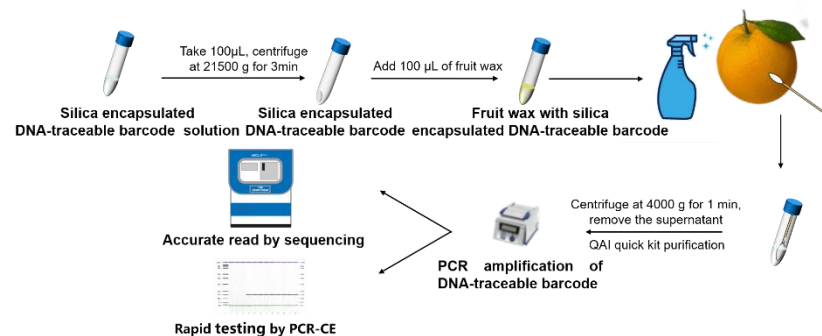 Take 100μL, centrifuge
at 21500 g for 3min
Add 100 μL of fruit wax
Silica encapsulated
DNA-traceable barcode solution
Silica encapsulated
DNA-traceable barcode
Fruit wax with silica
encapsulated DNA-traceable barcode
Accurate read by sequencing
Centrifuge at 4000 g for 1 min,
remove the supernatant
QAI quick kit purification
PCR amplification of
DNA-traceable barcode
Rapid testing by PCR-CE